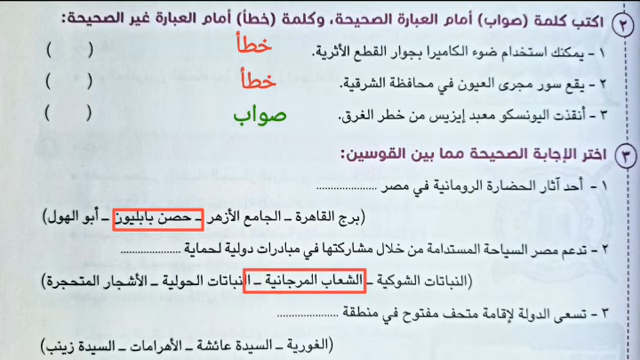 ٢ اكتب كلمة (صواب) أمام العبارة الصحيحة، وكلمة (خطأ) أمام العبارة غير الصحيحة:
١ - يمكنك استخدام ضوء الكاميرا بجوار القطع الأثرية. خطأ ( )
٢ - يقع سور مجرى العيون في محافظة الشرقية. خطأ ( )
٣ - أنقذت اليونسكو معبد إيزيس من خطر الغرق. صواب ( )
٣ اختر الإجابة الصحيحة مما بين القوسين:
١ - أحد آثار الحضارة الرومانية في مصر ....................
(برج القاهرة – الجامع الأزهر – حصن بابليون – أبو الهول)
٢ - تدعم مصر السياحة المستدامة من خلال مشاركتها في مبادرات دولية لحماية ....................
(النباتات الشوكية – الشعاب المرجانية – النباتات الحولية – الأشجار المتحجرة)
٣ - تسعى الدولة لإقامة متحف مفتوح في منطقة ....................
(الغورية – السيدة عائشة – الأهرامات – السيدة زينب)